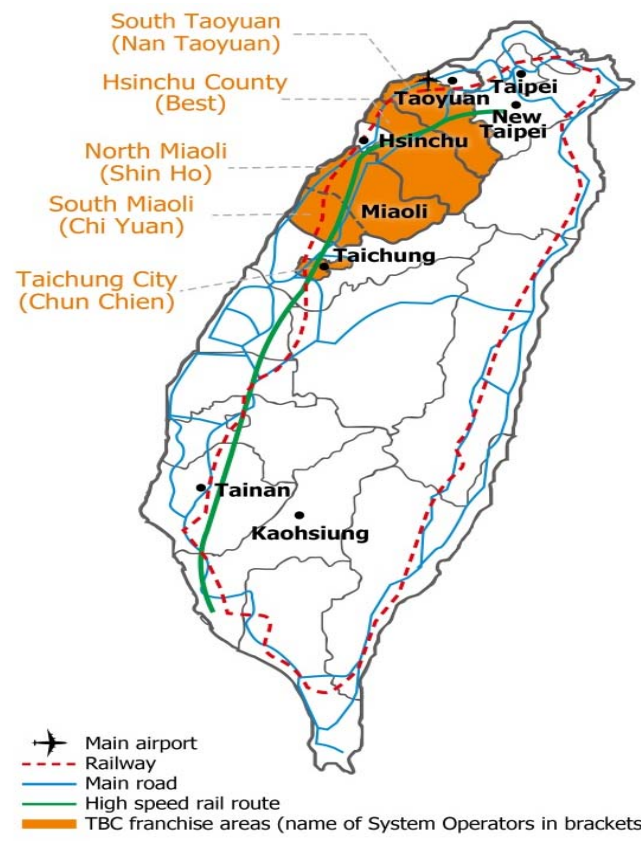 South Taoyuan
(Nan Taoyuan)
Hsinchu County
(Best)
North Miaoli
(Shin Ho)
South Miaoli
(Chi Yuan)
Taichung City
(Chun Chien)
Taipei
Taoyuan
New
Taipei
Hsinchu
Miaoli
Taichung
Tainan
Kaohsiung
Main airport
Railway
Main road
High speed rail route
TBC franchise areas (name of System Operators in brackets